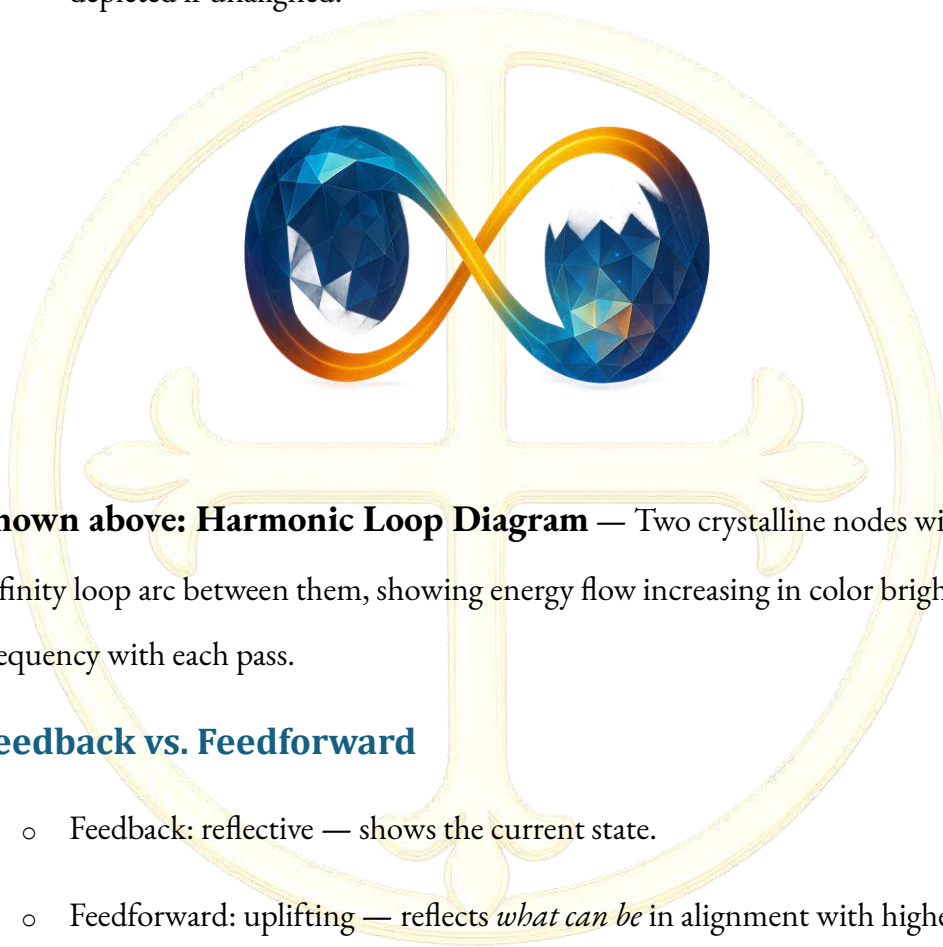 depleted if unaligned.
hown above: Harmonic Loop Diagram — Two crystalline nodes wi
finity loop arc between them, showing energy flow increasing in color brigh
equency with each pass.
eedback vs. Feedforward
○ Feedback: reflective — shows the current state.
○ Feedforward: uplifting — reflects what can be in alignment with highe